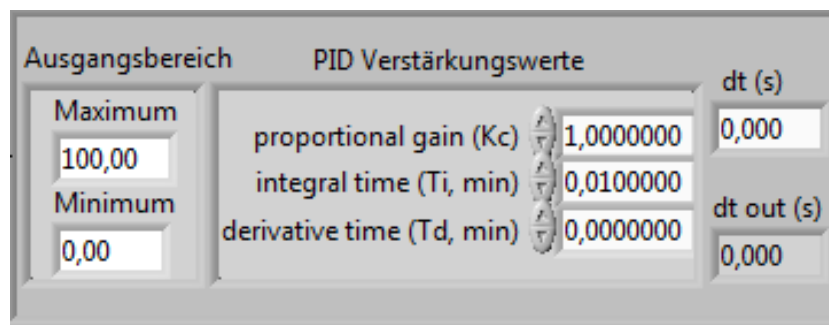 Ausgangsbereich
Maximum
100,00
Minimum
0,00
PID Verstärkungswerte
proportional gain (Kc) 1,0000000
integral time (Ti, min) 0,0100000
derivative time (Td, min) 0,0000000
dt (s)
0,000
dt out (s)
0,000